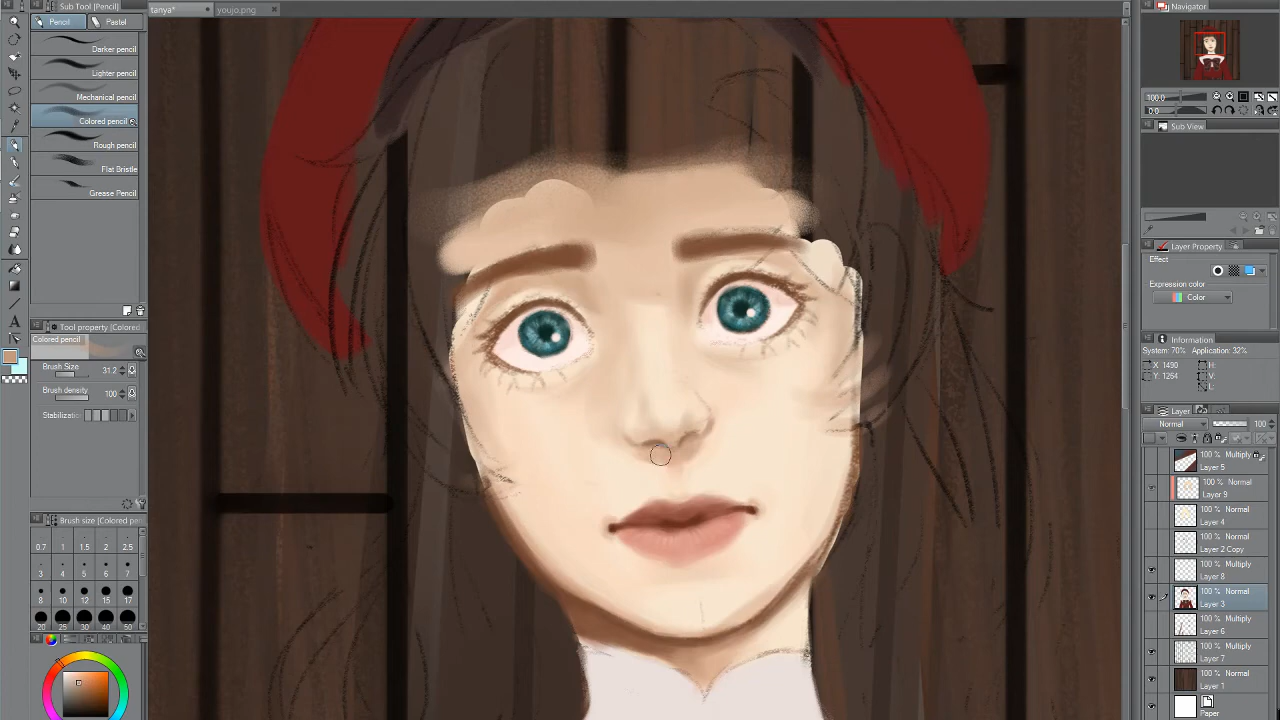 Sub Tool [Pencil]
Pencil
Pastel
Darker pencil
Lighter pencil
Mechanical pencil
Colored pencil
Rough pencil
Flat Bristle
Grease Pencil
Tool property [Colored
Colored pencil
Brush Size 31.2
Brush density 100
Stabilizatic
Brush size [Colored pen
0.7 1 1.5 2 2.5
3 4 5 6 7
8 10 12 15 17
20 25 30 40 50
tanya*
youjo.png
Navigator
100.0
0.0
Sub View
Layer Property
Effect
Expression color
Color
Information
System: 70% Application: 32%
X 1490
Y: 1264
H:
V:
L:
Layer
Normal 100
100 % Multiply
Layer 5
100 % Normal
Layer 9
100 % Normal
Layer 4
100 % Normal
Layer 2 Copy
100 % Multiply
Layer 8
100 % Normal
Layer 3
100 % Normal
Layer 6
100 % Multiply
Layer 7
100 % Normal
Layer 1
Paper